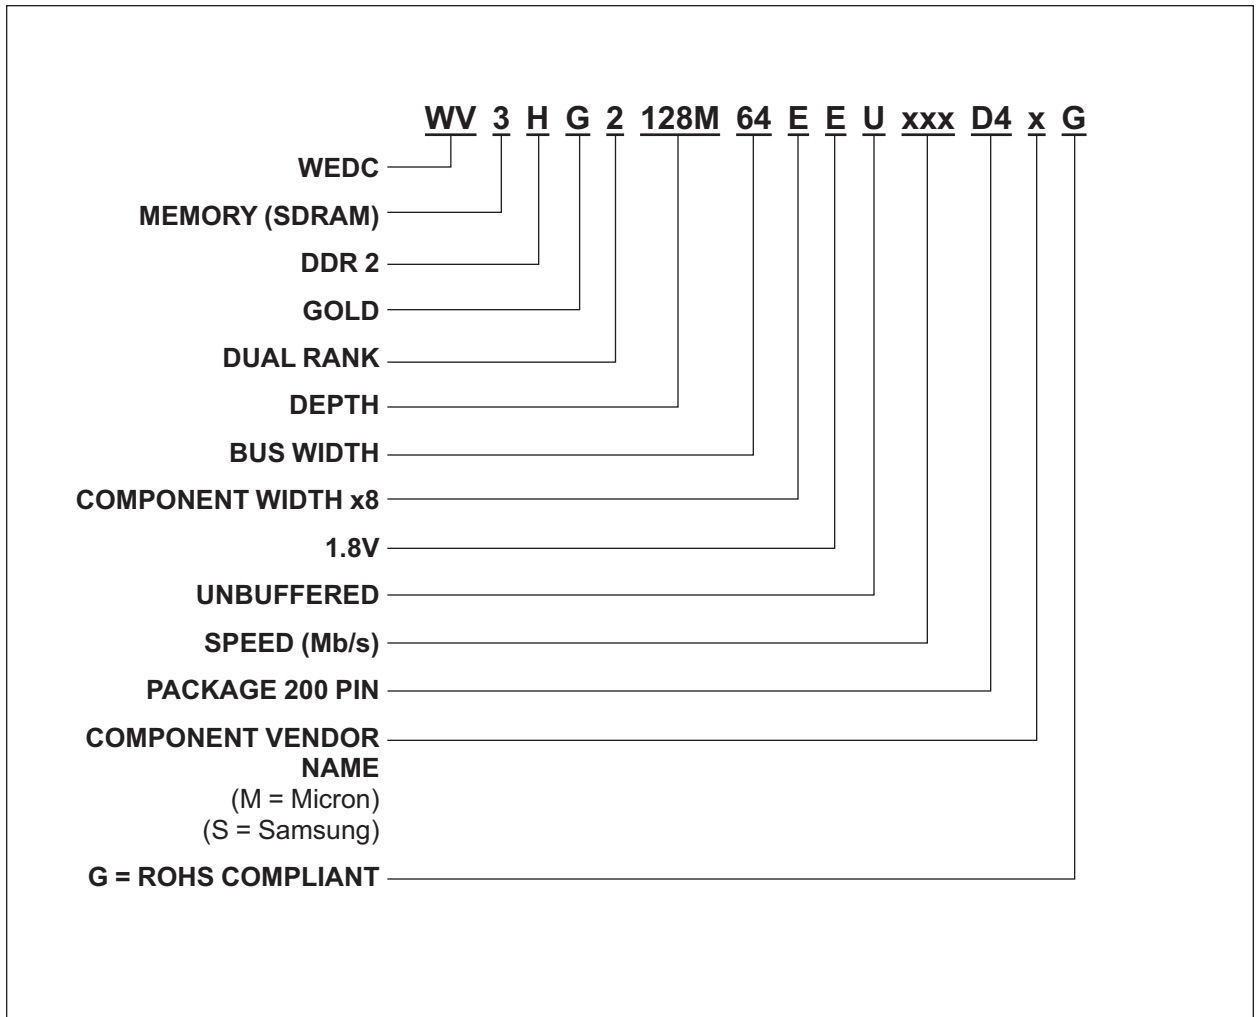 WV 3 H G 2 128M 64 E E U xxx D4 x G
WEDC
MEMORY (SDRAM)
DDR 2
GOLD
DUAL RANK
DEPTH
BUS WIDTH
COMPONENT WIDTH x8
1.8V
UNBUFFERED
SPEED (Mb/s)
PACKAGE 200 PIN
COMPONENT VENDOR
NAME
(M = Micron)
(S = Samsung)
G = ROHS COMPLIANT